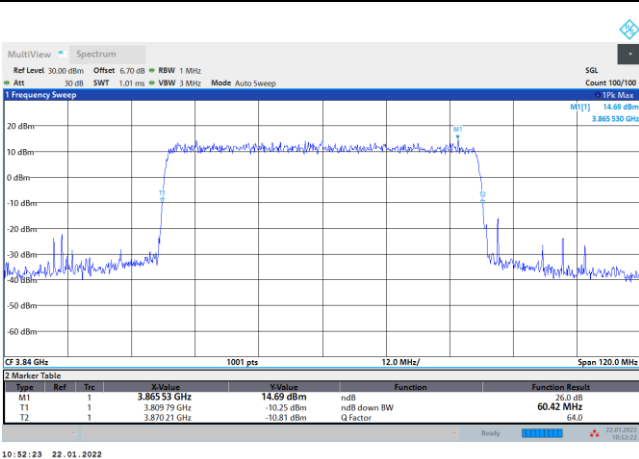 MultiView Spectrum
Ref Level 30.00 dBm Offset 6.70 dB RBW 1 MHz SGL
Att 30 dB SWT 1.01 ms VBW 3 MHz Mode Auto Sweep Count 100/100
1 Frequency Sweep 1Pk Max
M1[1] 14.69 dBm
3.865 530 GHz
20 dBm
M1
10 dBm
0 dBm
T1 T2
-10 dBm
-20 dBm
-30 dBm
-40 dBm
-50 dBm
-60 dBm
CF 3.84 GHz 1001 pts 12.0 MHz/ Span 120.0 MHz
2 Marker Table
Type Ref Trc X-Value Y-Value Function Function Result
M1 1 3.865 53 GHz 14.69 dBm ndB 26.0 dB
T1 1 3.809 79 GHz -10.25 dBm ndB down BW 60.42 MHz
T2 1 3.870 21 GHz -10.81 dBm Q Factor 64.0
Ready 22.01.2022
10:52:22
10:52:23 22.01.2022